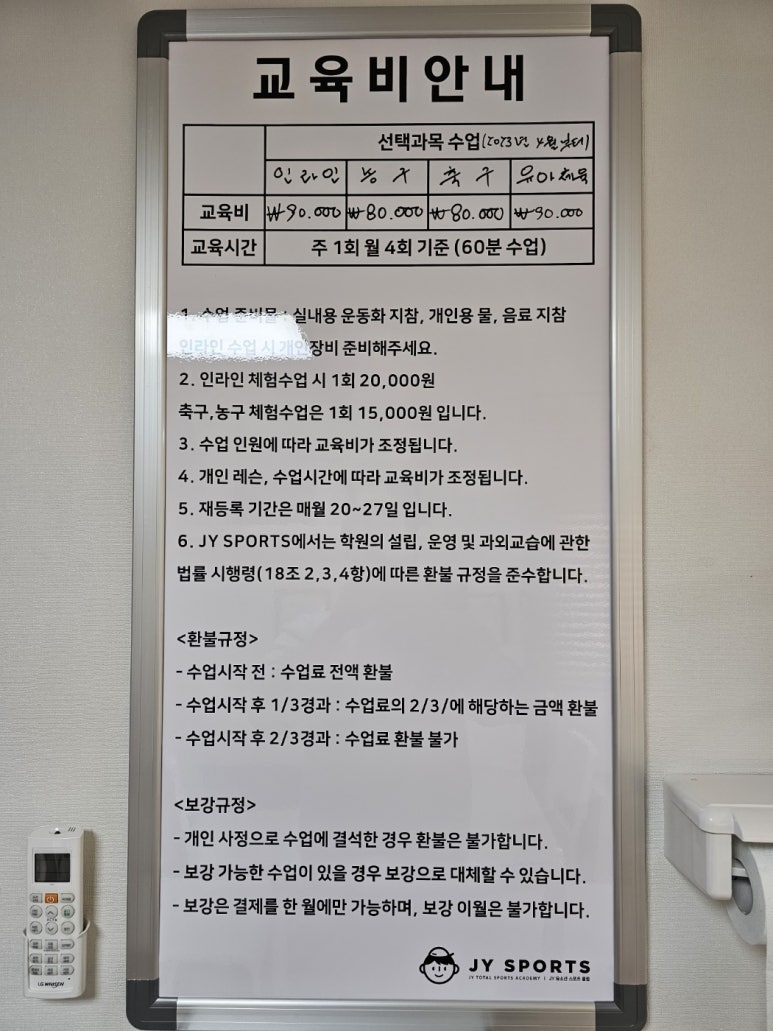 교육비안내
선택과목 수업(2023년 4월부터)
인라인 농구 축구 유아체육
교육비 ₩90.000 ₩80.000 ₩80.000 ₩90.000
교육시간 주 1회 월 4회 기준 (60분 수업)
1. 수업 준비물 : 실내용 운동화 지참, 개인용 물, 음료 지참
인라인 수업 시 개인장비 준비해주세요.
2. 인라인 체험수업 시 1회 20,000원
축구,농구 체험수업은 1회 15,000원 입니다.
3. 수업 인원에 따라 교육비가 조정됩니다.
4. 개인 레슨, 수업시간에 따라 교육비가 조정됩니다.
5. 재등록 기간은 매월 20~27일 입니다.
6. JY SPORTS에서는 학원의 설립, 운영 및 과외교습에 관한
법률 시행령(18조 2,3,4항)에 따른 환불 규정을 준수합니다.
<환불규정>
- 수업시작 전 : 수업료 전액 환불
- 수업시작 후 1/3경과 : 수업료의 2/3/에 해당하는 금액 환불
- 수업시작 후 2/3경과 : 수업료 환불 불가
<보강규정>
- 개인 사정으로 수업에 결석한 경우 환불은 불가합니다.
- 보강 가능한 수업이 있을 경우 보강으로 대체할 수 있습니다.
- 보강은 결제를 한 월에만 가능하며, 보강 이월은 불가합니다.
JY SPORTS
JY TOTAL SPORTS ACADEMY | JY 유소년 스포츠 클럽
LG WHISEN